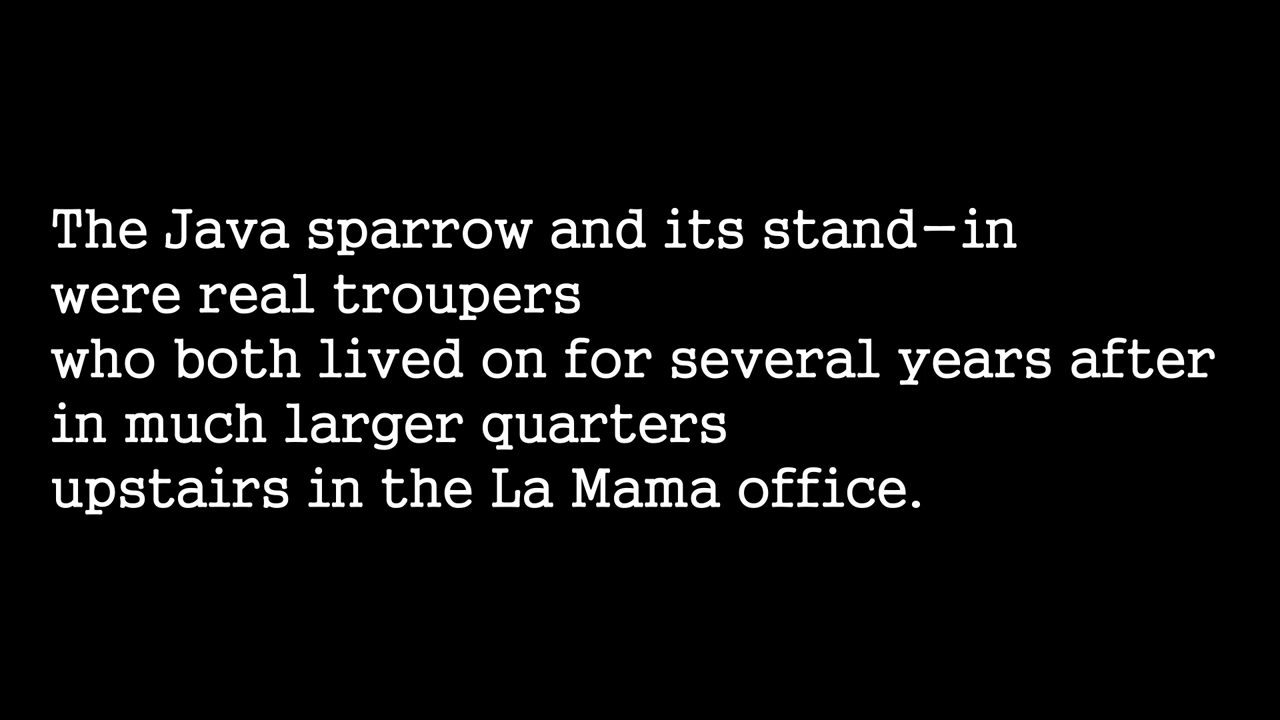 The Java sparrow and its stand-in
were real troupers
who both lived on for several years after
in much larger quarters
upstairs in the La Mama office.